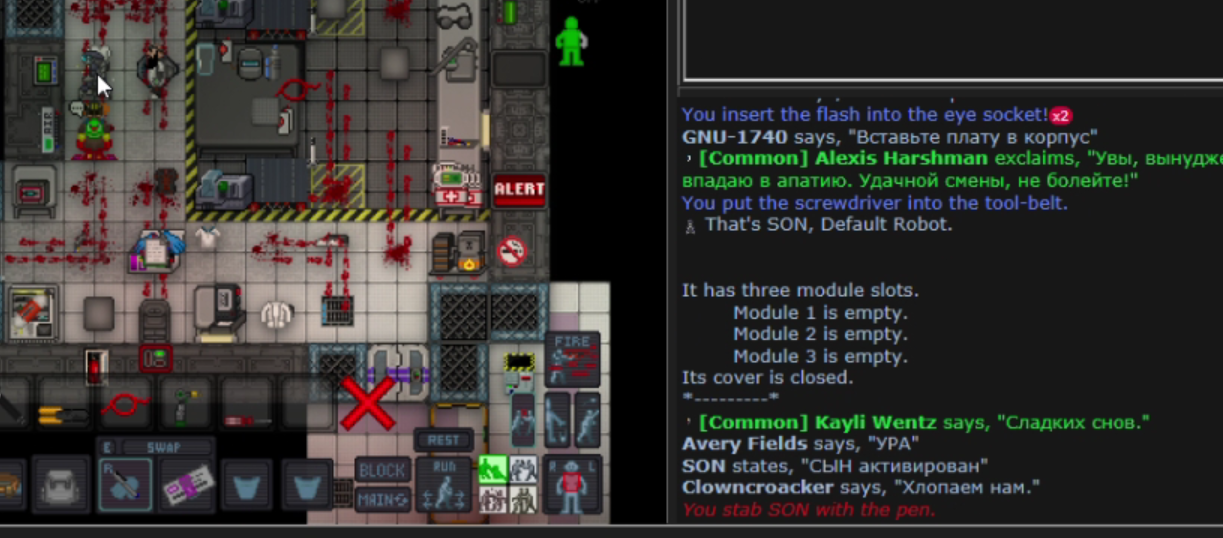 ALERT
FIRE
E SWAP
REST
R
BLOCK
RUN
MAIN
R L
You insert the flash into the eye socket! x2
GNU-1740 says, "Вставьте плату в корпус"
[Common] Alexis Harshman exclaims, "Увы, вынужде
впадаю в апатию. Удачной смены, не болейте!"
You put the screwdriver into the tool-belt.
That's SON, Default Robot.
It has three module slots.
Module 1 is empty.
Module 2 is empty.
Module 3 is empty.
Its cover is closed.
*---------*
[Common] Kayli Wentz says, "Сладких снов."
Avery Fields says, "УРА"
SON states, "СЫН активирован"
Clowncroacker says, "Хлопаем нам."
You stab SON with the pen.